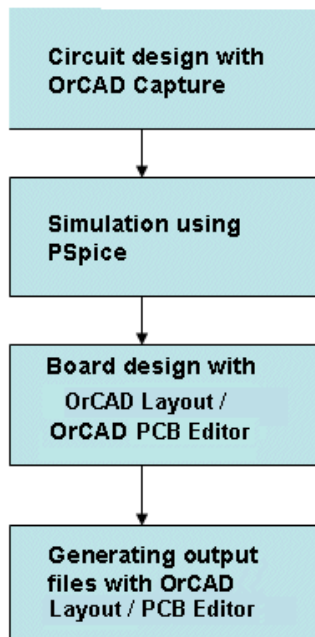 Circuit design with
OrCAD Capture
Simulation using
PSpice
Board design with
OrCAD Layout /
OrCAD PCB Editor
Generating output
files with OrCAD
Layout / PCB Editor